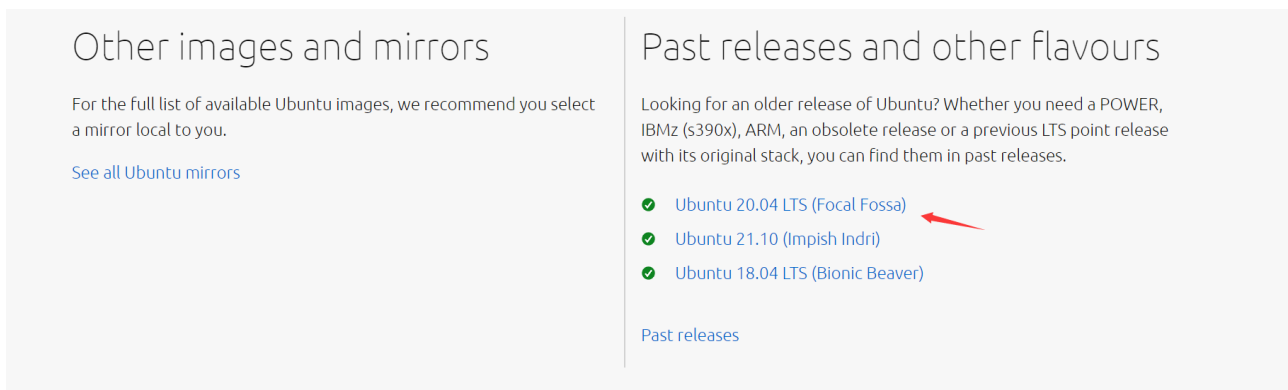 Other images and mirrors
For the full list of available Ubuntu images, we recommend you select
a mirror local to you.
See all Ubuntu mirrors
Past releases and other flavours
Looking for an older release of Ubuntu? Whether you need a POWER,
IBMz (s390x), ARM, an obsolete release or a previous LTS point release
with its original stack, you can find them in past releases.
Ubuntu 20.04 LTS (Focal Fossa)
Ubuntu 21.10 (Impish Indri)
Ubuntu 18.04 LTS (Bionic Beaver)
Past releases